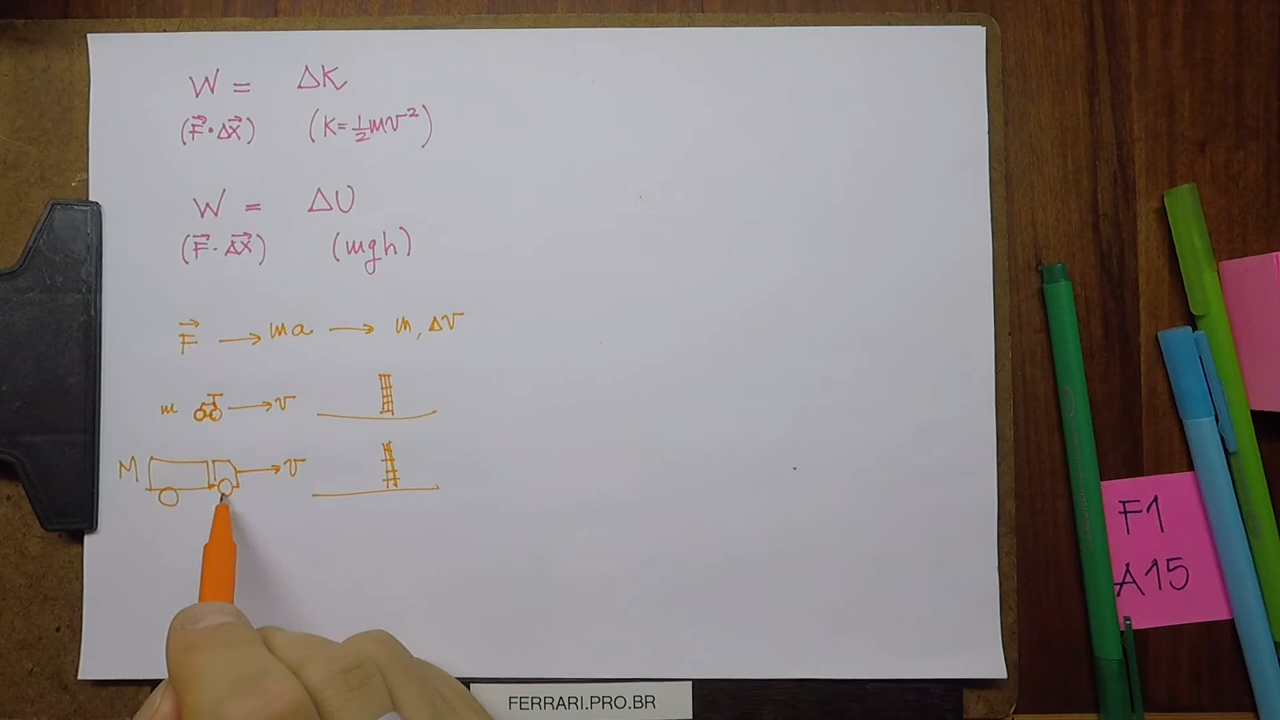 W = ΔK
(F⃗·Δx⃗) (K=½mv²)
W = ΔU
(F⃗·Δx⃗) (mgh)
F⃗ → ma → m, Δv
m → v
M → v
F1
A15
FERRARI.PRO.BR